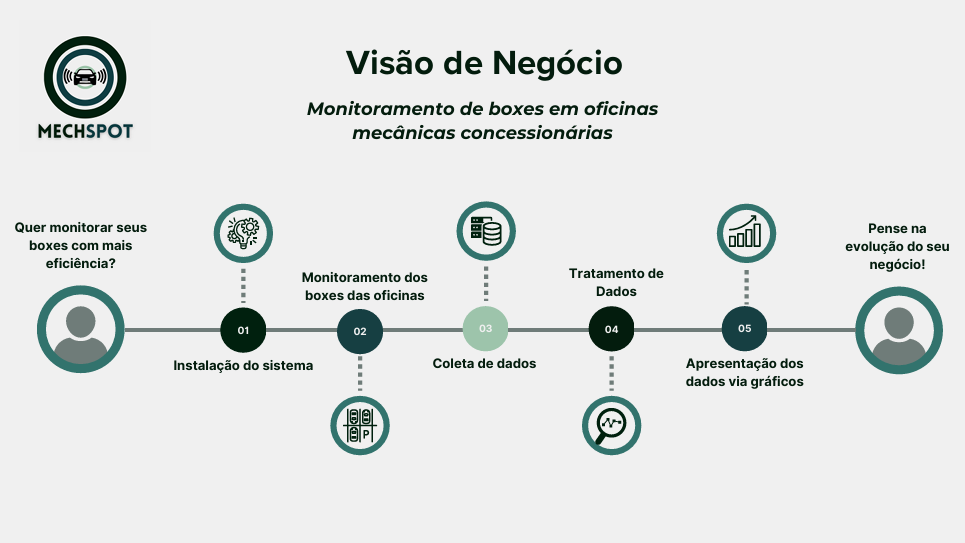 MECHSPOT
Visão de Negócio
Monitoramento de boxes em oficinas
mecânicas concessionárias
Quer monitorar seus
boxes com mais
eficiência?
01
Instalação do sistema
Monitoramento dos
boxes das oficinas
02
P
03
Coleta de dados
Tratamento de
Dados
04
05
Apresentação dos
dados via gráficos
Pense na
evolução do seu
negócio!